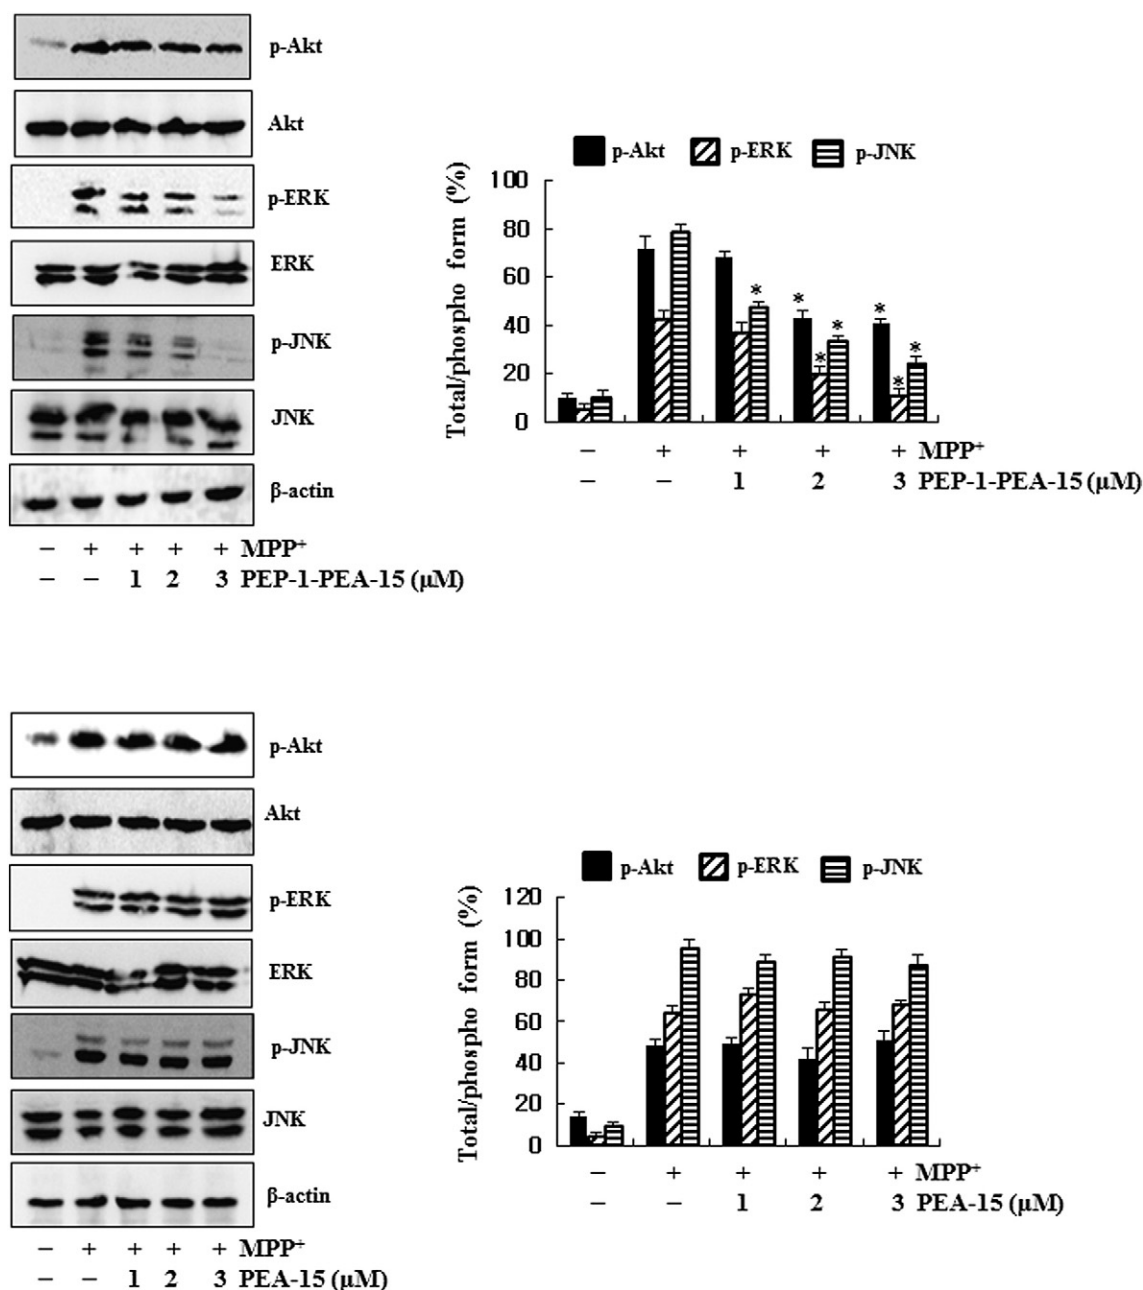 p-Akt
Akt
p-ERK
ERK
p-JNK
JNK
β-actin
− + + + + MPP⁺
− − 1 2 3 PEP-1-PEA-15 (μM)
p-Akt p-ERK p-JNK
Total/phospho form (%)
100
80
60
40
20
0
* * * * * * *
− + + + + MPP⁺
− − 1 2 3 PEP-1-PEA-15 (μM)
p-Akt
Akt
p-ERK
ERK
p-JNK
JNK
β-actin
− + + + + MPP⁺
− − 1 2 3 PEA-15 (μM)
p-Akt p-ERK p-JNK
Total/phospho form (%)
120
100
80
60
40
20
0
− + + + + MPP⁺
− − 1 2 3 PEA-15 (μM)